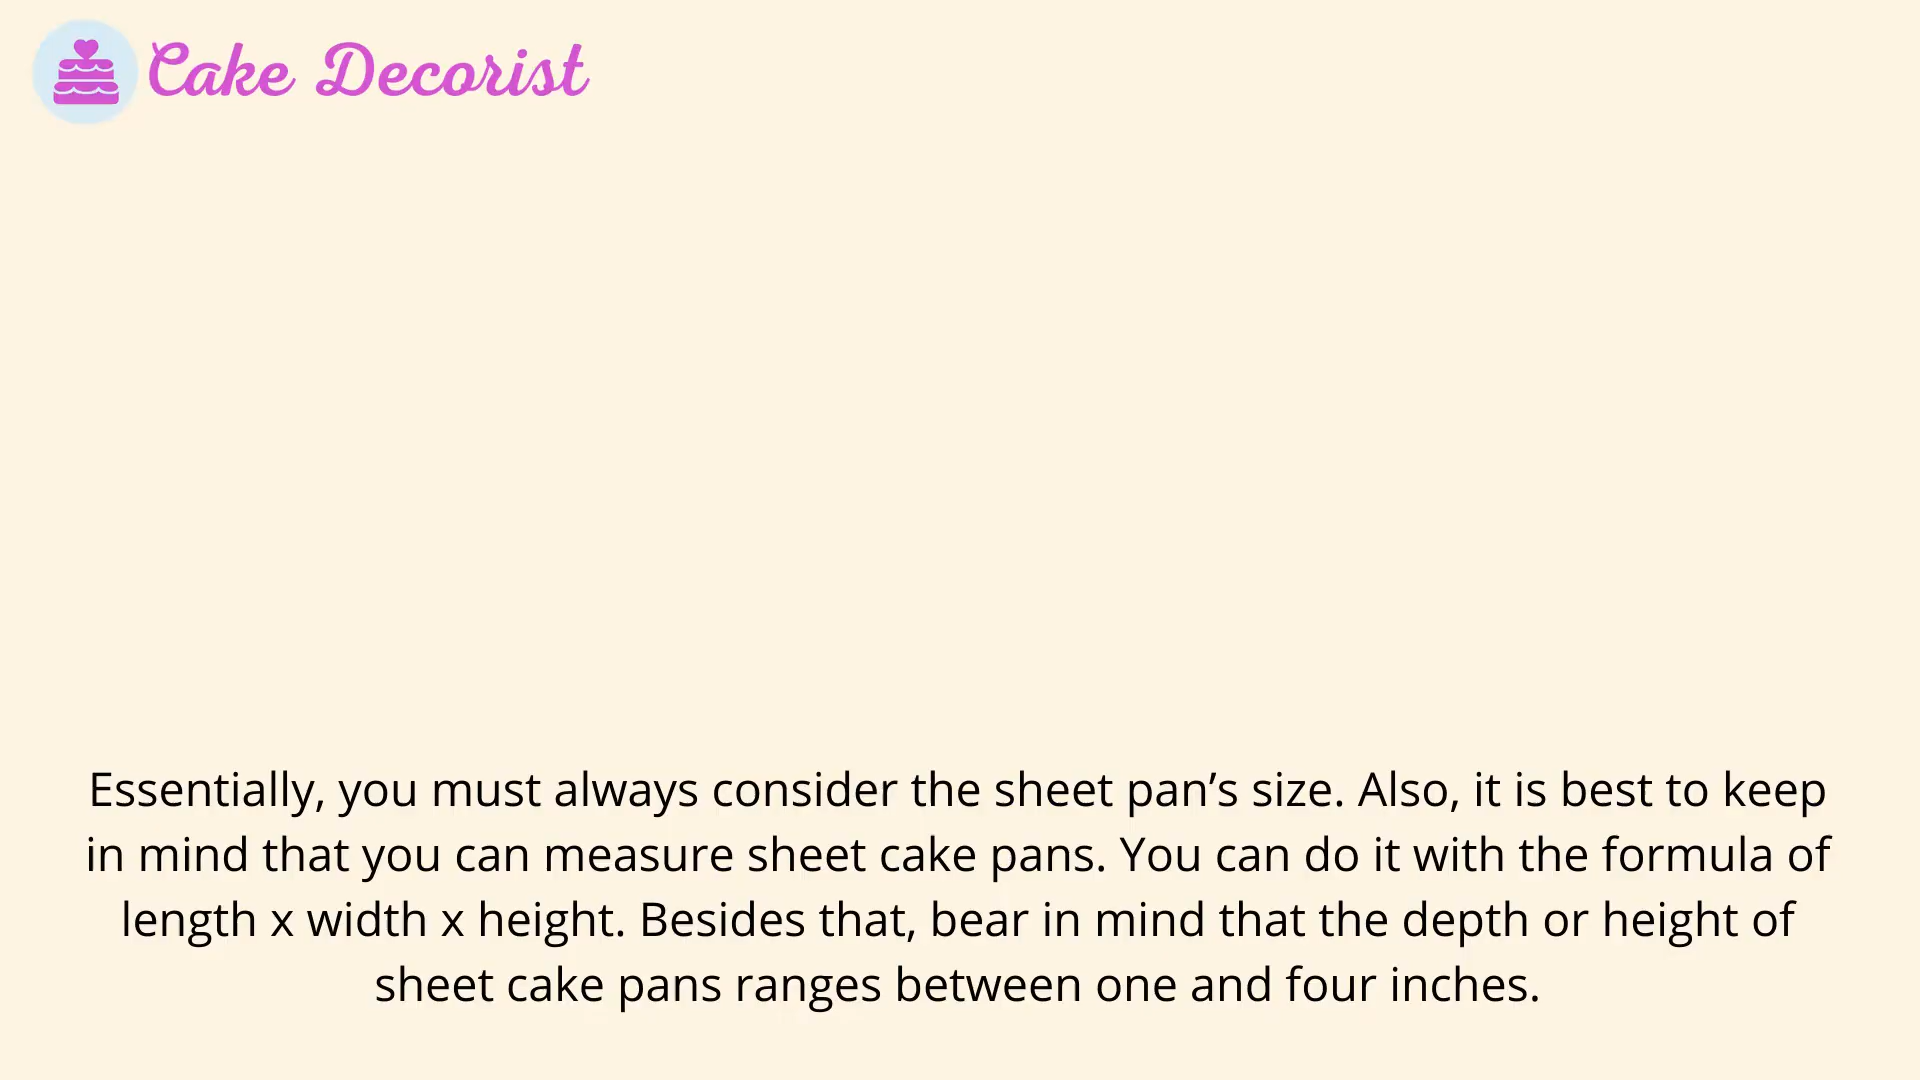 Cake Decorist
Essentially, you must always consider the sheet pan’s size. Also, it is best to keep
in mind that you can measure sheet cake pans. You can do it with the formula of
length x width x height. Besides that, bear in mind that the depth or height of
sheet cake pans ranges between one and four inches.